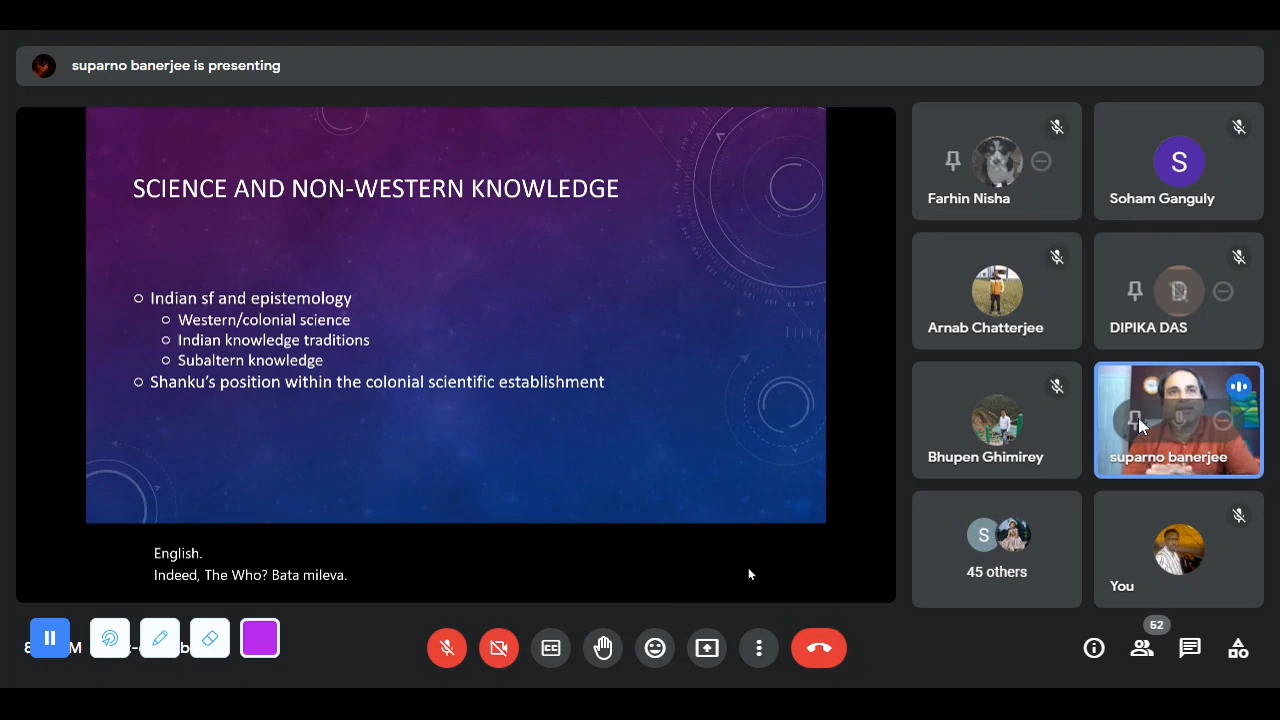 suparno banerjee is presenting
SCIENCE AND NON-WESTERN KNOWLEDGE
Indian sf and epistemology
Western/colonial science
Indian knowledge traditions
Subaltern knowledge
Shanku's position within the colonial scientific establishment
English.
Indeed, The Who? Bata mileva.
Farhin Nisha
S
Soham Ganguly
Arnab Chatterjee
D
DIPIKA DAS
Bhupen Ghimirey
suparno banerjee
S
45 others
You
52